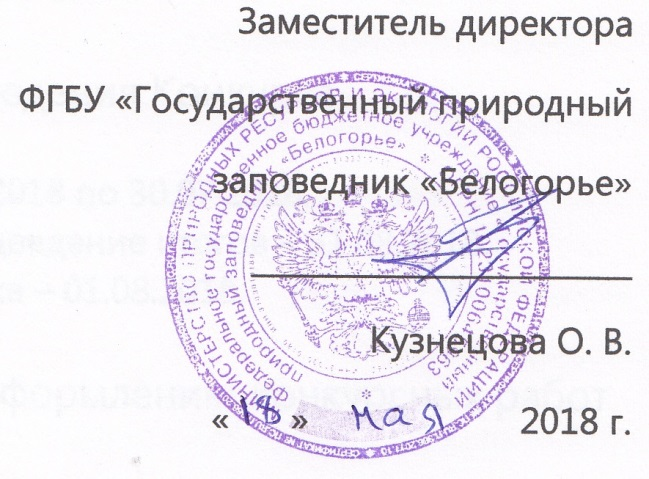 Заместитель директора
ФГБУ «Государственный природный
заповедник «Белогорье»
Кузнецова О. В.
«18» мая 2018 г.
МИНИСТЕРСТВО ПРИРОДНЫХ РЕСУРСОВ И ЭКОЛОГИИ РОССИЙСКОЙ ФЕДЕРАЦИИ
федеральное государственное бюджетное учреждение «Государственный
природный заповедник «Белогорье»